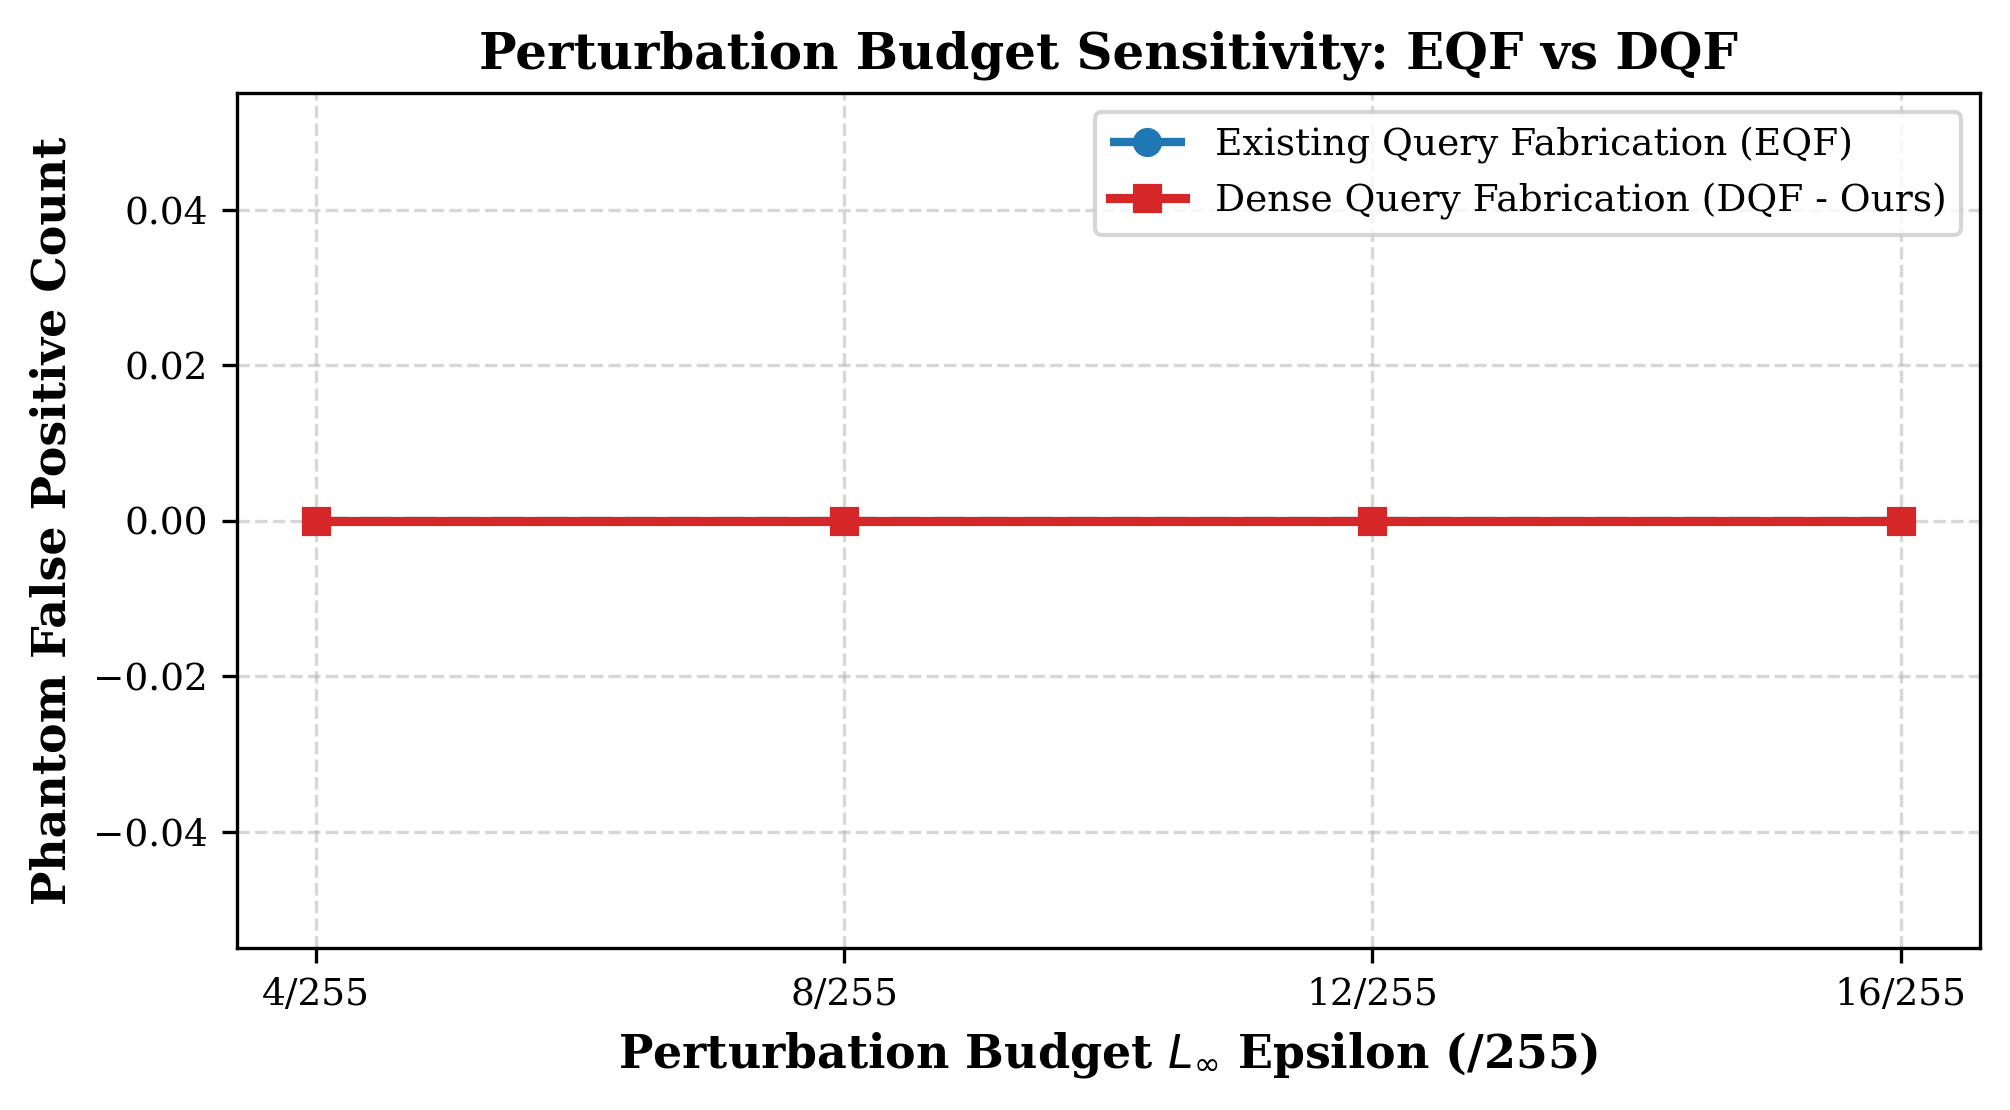 Perturbation Budget Sensitivity: EQF vs DQF
Existing Query Fabrication (EQF)
Dense Query Fabrication (DQF - Ours)
Phantom False Positive Count
0.04
0.02
0.00
−0.02
−0.04
4/255
8/255
12/255
16/255
Perturbation Budget L∞ Epsilon (/255)